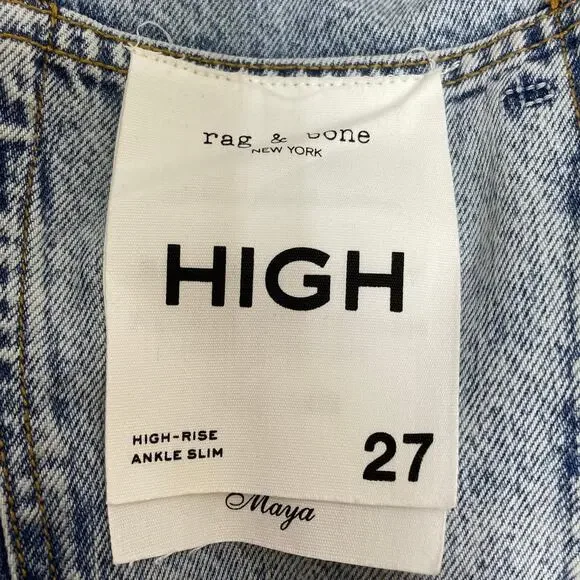 rag & bone
NEW YORK
HIGH
HIGH-RISE
ANKLE SLIM
27
Maya